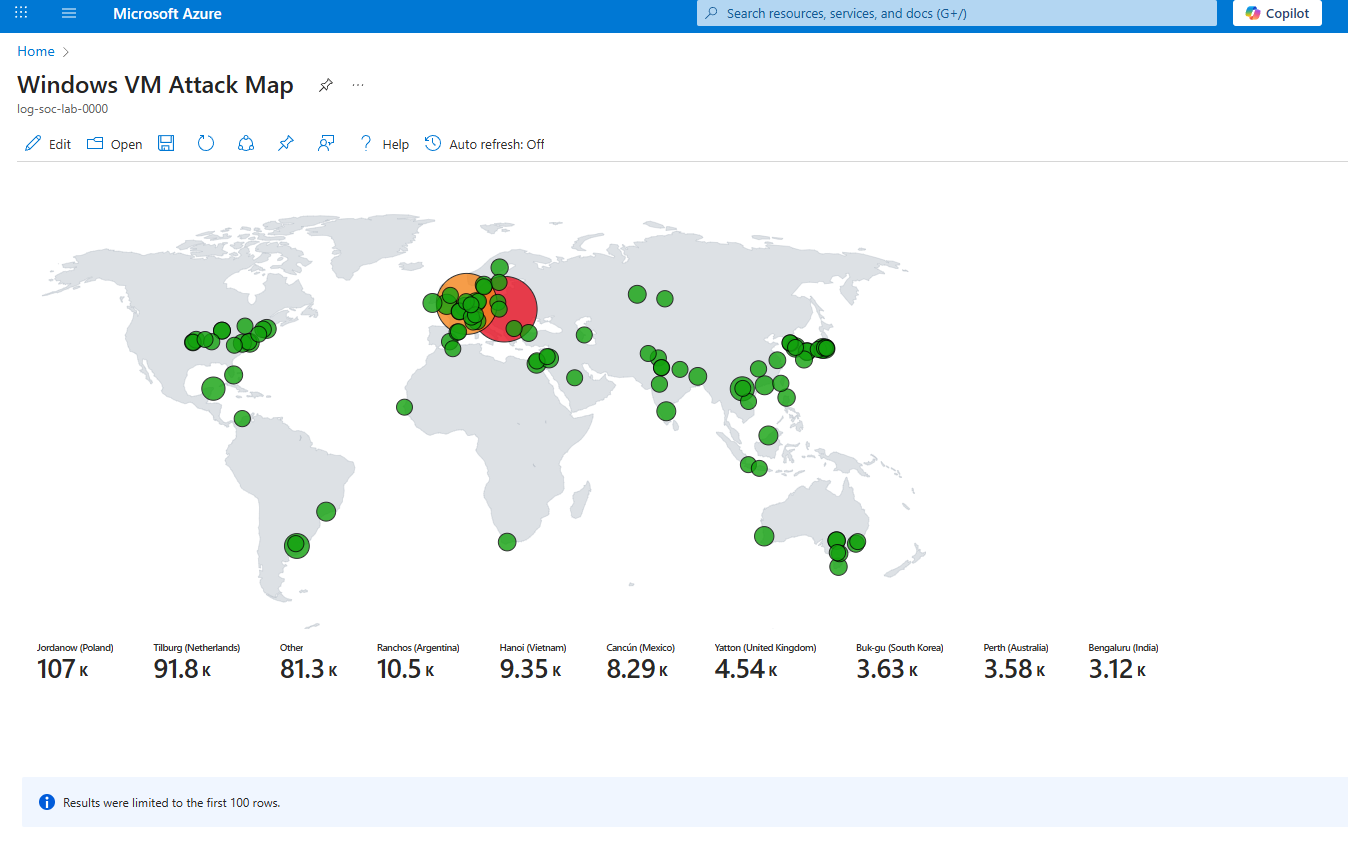 Microsoft Azure
Search resources, services, and docs (G+/)
Copilot
Home
Windows VM Attack Map
log-soc-lab-0000
Edit
Open
Help
Auto refresh: Off
Jordanow (Poland)
107 K
Tilburg (Netherlands)
91.8 K
Other
81.3 K
Ranchos (Argentina)
10.5 K
Hanoi (Vietnam)
9.35 K
Cancún (Mexico)
8.29 K
Yatton (United Kingdom)
4.54 K
Buk-gu (South Korea)
3.63 K
Perth (Australia)
3.58 K
Bengaluru (India)
3.12 K
Results were limited to the first 100 rows.